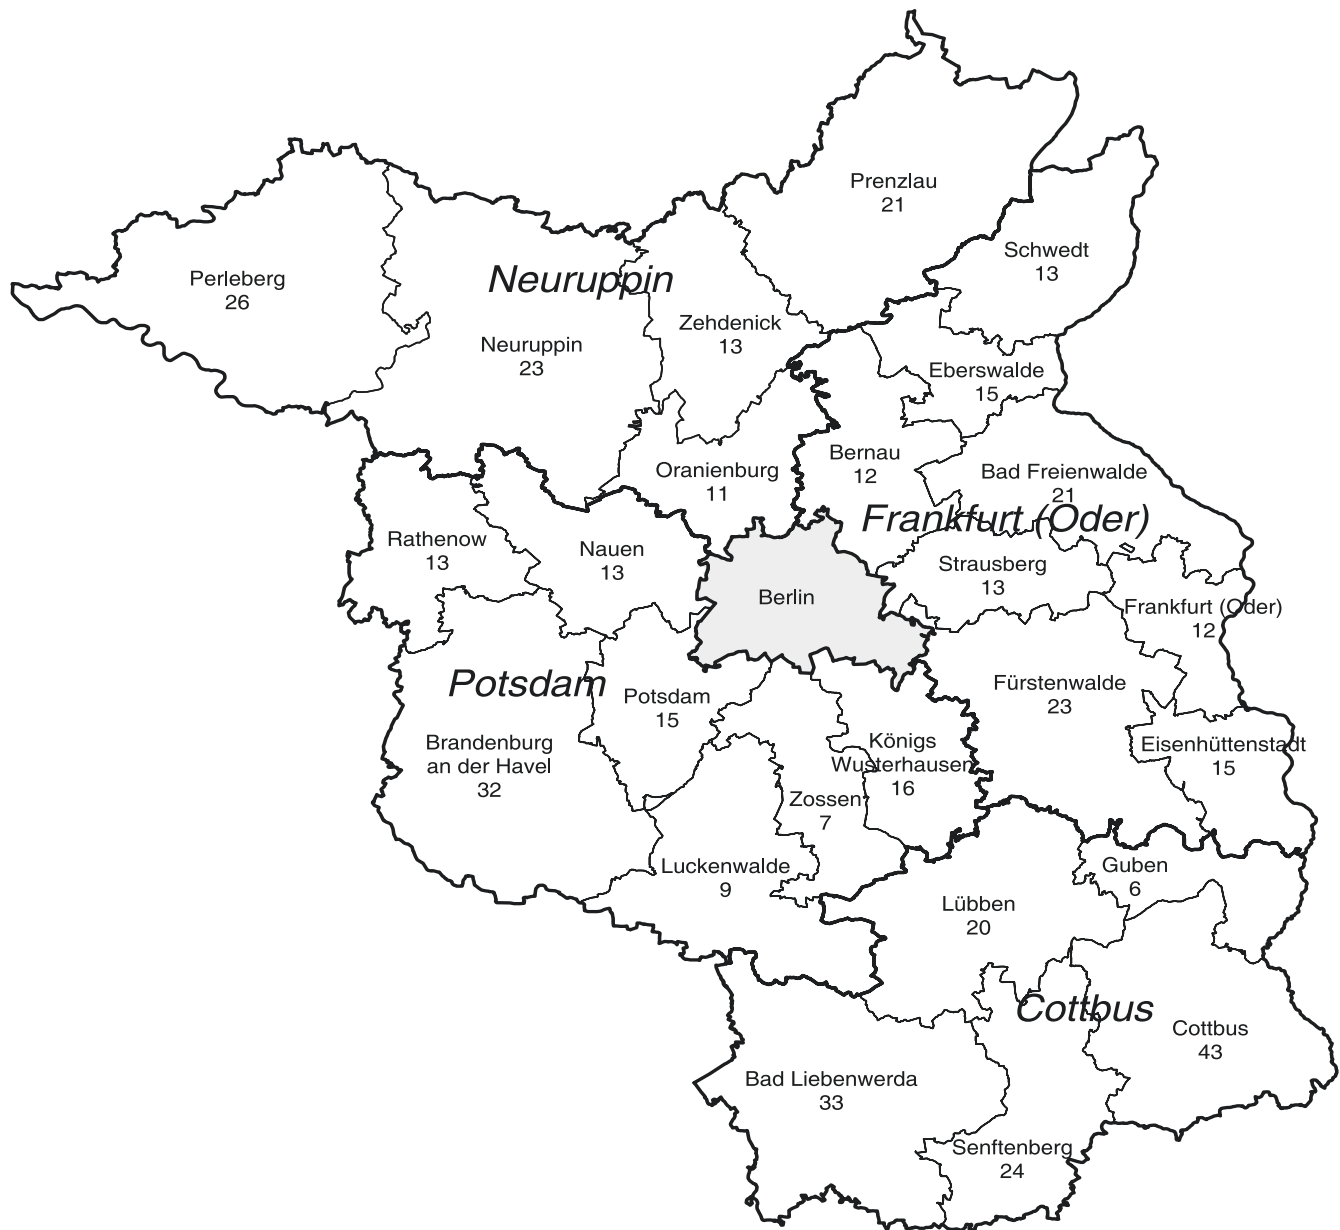 Prenzlau
21
Schwedt
13
Perleberg
26
Neuruppin
Neuruppin
23
Zehdenick
13
Eberswalde
15
Bernau
12
Oranienburg
11
Bad Freienwalde
21
Frankfurt (Oder)
Rathenow
13
Nauen
13
Berlin
Strausberg
13
Frankfurt (Oder)
12
Potsdam
Potsdam
15
Fürstenwalde
23
Brandenburg
an der Havel
32
Königs
Wusterhausen
16
Eisenhüttenstadt
15
Zossen
7
Luckenwalde
9
Guben
6
Lübben
20
Cottbus
Cottbus
43
Bad Liebenwerda
33
Senftenberg
24